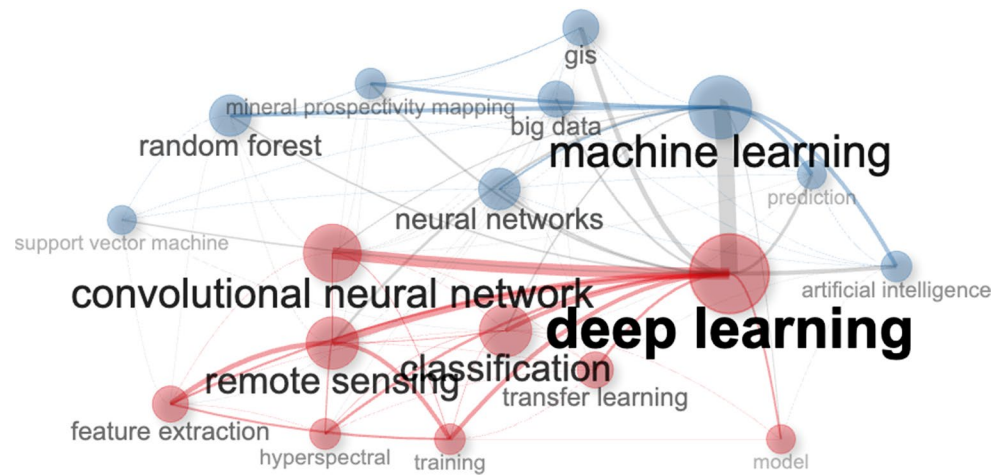 gis
mineral prospectivity mapping
big data
random forest
machine learning
prediction
neural networks
support vector machine
convolutional neural network
artificial intelligence
deep learning
classification
remote sensing
transfer learning
feature extraction
hyperspectral
training
model